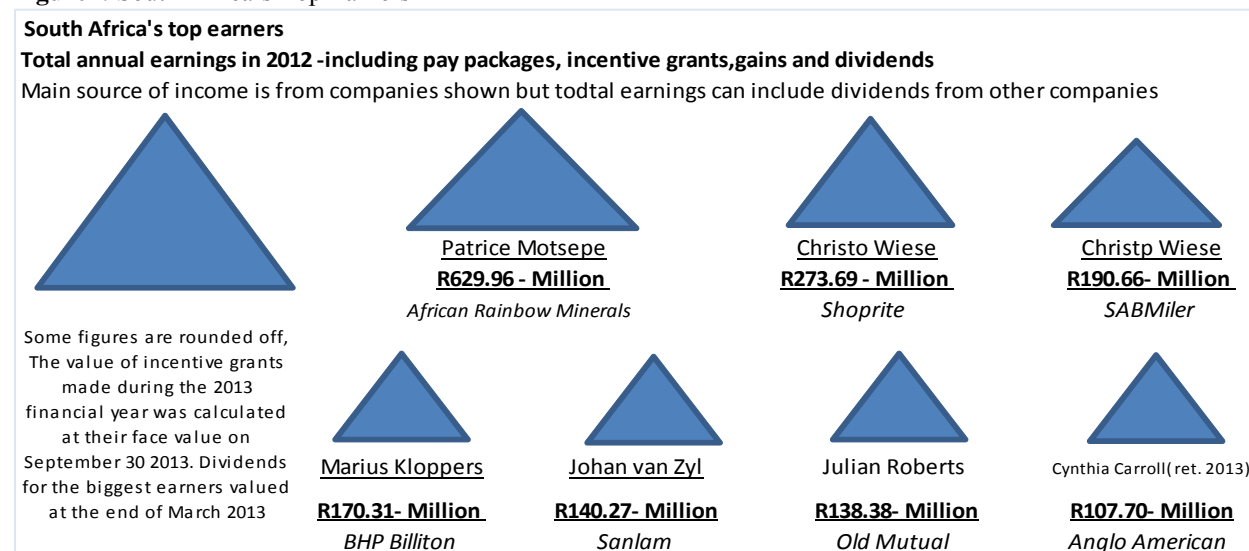 South Africa's top earners
Total annual earnings in 2012 -including pay packages, incentive grants,gains and dividends
Main source of income is from companies shown but todtal earnings can include dividends from other companies
Patrice Motsepe
R629.96 - Million
African Rainbow Minerals
Christo Wiese
R273.69 - Million
Shoprite
Christp Wiese
R190.66- Million
SABMiler
Some figures are rounded off,
The value of incentive grants
made during the 2013
financial year was calculated
at their face value on
September 30 2013. Dividends
for the biggest earners valued
at the end of March 2013
Marius Kloppers
R170.31- Million
BHP Billiton
Johan van Zyl
R140.27- Million
Sanlam
Julian Roberts
R138.38- Million
Old Mutual
Cynthia Carroll( ret. 2013)
R107.70- Million
Anglo American